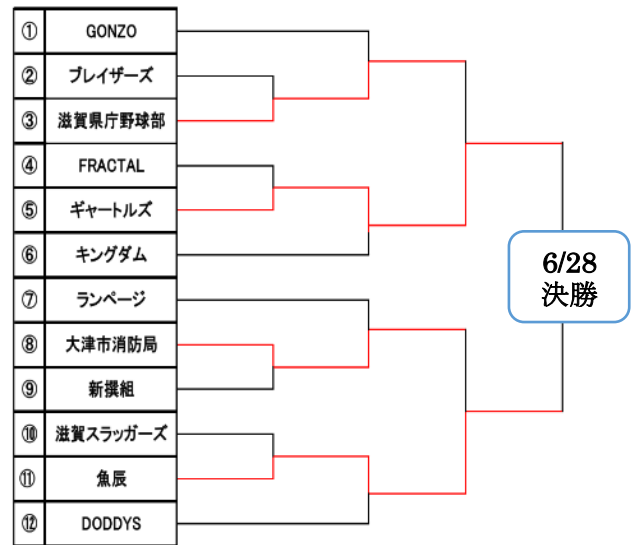 ① GONZO
② ブレイザーズ
③ 滋賀県庁野球部
④ FRACTAL
⑤ ギャートルズ
⑥ キングダム
⑦ ランページ
⑧ 大津市消防局
⑨ 新撰組
⑩ 滋賀スラッガーズ
⑪ 魚辰
⑫ DODDYS
6/28
決勝